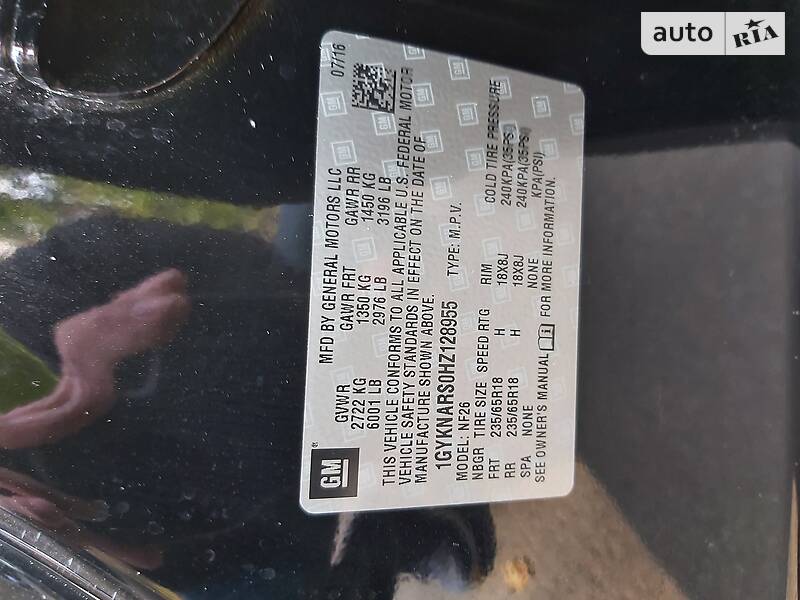 auto RIA
GM
MFD BY GENERAL MOTORS LLC 07/16
GVWR GAWR FRT GAWR RR
2722 KG 1350 KG 1450 KG
6001 LB 2976 LB 3196 LB
THIS VEHICLE CONFORMS TO ALL APPLICABLE U.S. FEDERAL MOTOR
VEHICLE SAFETY STANDARDS IN EFFECT ON THE DATE OF
MANUFACTURE SHOWN ABOVE.
1GYKNARS0HZ128955 TYPE: M.P.V.
MODEL: NF26
NBGR TIRE SIZE SPEED RTG RIM COLD TIRE PRESSURE
FRT 235/65R18 H 18X8J 240KPA(35PSI)
RR 235/65R18 H 18X8J 240KPA(35PSI)
SPA NONE NONE KPA(PSI)
SEE OWNER'S MANUAL FOR MORE INFORMATION.